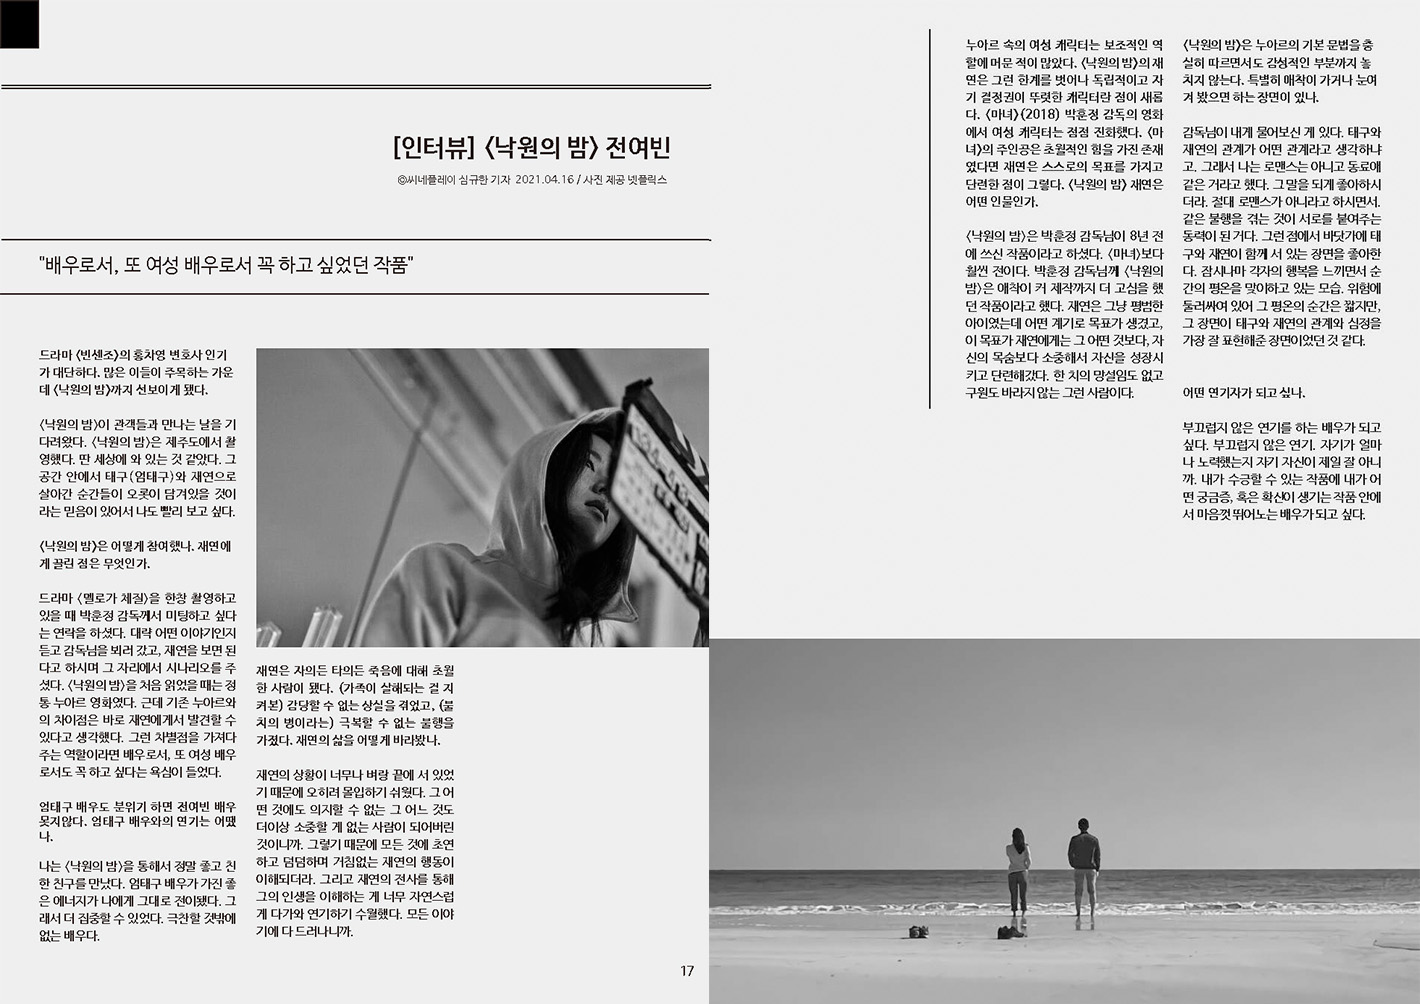 [인터뷰] 〈낙원의 밤〉 전여빈
©씨네플레이 심규한 기자 2021.04.16 / 사진 제공 넷플릭스
"배우로서, 또 여성 배우로서 꼭 하고 싶었던 작품"
드라마 〈빈센조〉의 홍차영 변호사 인기
가 대단하다. 많은 이들이 주목하는 가운
데 〈낙원의 밤〉까지 선보이게 됐다.
〈낙원의 밤〉이 관객들과 만나는 날을 기
다려왔다. 〈낙원의 밤〉은 제주도에서 촬
영했다. 딴 세상에 와 있는 것 같았다. 그
공간 안에서 태구(엄태구)와 재연으로
살아간 순간들이 오롯이 담겨있을 것이
라는 믿음이 있어서 나도 빨리 보고 싶다.
〈낙원의 밤〉은 어떻게 참여했나. 재연에
게 끌린 점은 무엇인가.
드라마 〈멜로가 체질〉을 한창 촬영하고
있을 때 박훈정 감독께서 미팅하고 싶다
는 연락을 하셨다. 대략 어떤 이야기인지
듣고 감독님을 뵈러 갔고, 재연을 보면 된
다고 하시며 그 자리에서 시나리오를 주
셨다. 〈낙원의 밤〉을 처음 읽었을 때는 정
통 누아르 영화였다. 근데 기존 누아르와
의 차이점은 바로 재연에게서 발견할 수
있다고 생각했다. 그런 차별점을 가져다
주는 역할이라면 배우로서, 또 여성 배우
로서도 꼭 하고 싶다는 욕심이 들었다.
엄태구 배우도 분위기 하면 전여빈 배우
못지않다. 엄태구 배우와의 연기는 어땠
나.
나는 〈낙원의 밤〉을 통해서 정말 좋고 친
한 친구를 만났다. 엄태구 배우가 가진 좋
은 에너지가 나에게 그대로 전이됐다. 그
래서 더 집중할 수 있었다. 극찬할 것밖에
없는 배우다.
재연은 자의든 타의든 죽음에 대해 초월
한 사람이 됐다. (가족이 살해되는 걸 지
켜본) 감당할 수 없는 상실을 겪었고, (불
치의 병이라는) 극복할 수 없는 불행을
가졌다. 재연의 삶을 어떻게 바라봤나.
재연의 상황이 너무나 벼랑 끝에 서 있었
기 때문에 오히려 몰입하기 쉬웠다. 그 어
떤 것에도 의지할 수 없는 그 어느 것도
더이상 소중할 게 없는 사람이 되어버린
것이니까. 그렇기 때문에 모든 것에 초연
하고 덤덤하며 거침없는 재연의 행동이
이해되더라. 그리고 재연의 전사를 통해
그의 인생을 이해하는 게 너무 자연스럽
게 다가와 연기하기 수월했다. 모든 이야
기에 다 드러나니까.
17
누아르 속의 여성 캐릭터는 보조적인 역
할에 머문 적이 많았다. 〈낙원의 밤〉의 재
연은 그런 한계를 벗어나 독립적이고 자
기 결정권이 뚜렷한 캐릭터란 점이 새롭
다. 〈마녀〉(2018) 박훈정 감독의 영화
에서 여성 캐릭터는 점점 진화했다. 〈마
녀〉의 주인공은 초월적인 힘을 가진 존재
였다면 재연은 스스로의 목표를 가지고
단련한 점이 그렇다. 〈낙원의 밤〉 재연은
어떤 인물인가.
〈낙원의 밤〉은 박훈정 감독님이 8년 전
에 쓰신 작품이라고 하셨다. 〈마녀〉보다
훨씬 전이다. 박훈정 감독님께 〈낙원의
밤〉은 애착이 커 제작까지 더 고심을 했
던 작품이라고 했다. 재연은 그냥 평범한
아이였는데 어떤 계기로 목표가 생겼고,
이 목표가 재연에게는 그 어떤 것보다, 자
신의 목숨보다 소중해서 자신을 성장시
키고 단련해갔다. 한 치의 망설임도 없고
구원도 바라지 않는 그런 사람이다.
〈낙원의 밤〉은 누아르의 기본 문법을 충
실히 따르면서도 감성적인 부분까지 놓
치지 않는다. 특별히 애착이 가거나 눈여
겨 봤으면 하는 장면이 있나.
감독님이 내게 물어보신 게 있다. 태구와
재연의 관계가 어떤 관계라고 생각하냐
고. 그래서 나는 로맨스는 아니고 동료애
같은 거라고 했다. 그 말을 되게 좋아하시
더라. 절대 로맨스가 아니라고 하시면서.
같은 불행을 겪는 것이 서로를 붙여주는
동력이 된 거다. 그런 점에서 바닷가에 태
구와 재연이 함께 서 있는 장면을 좋아한
다. 잠시나마 각자의 행복을 느끼면서 순
간의 평온을 맞이하고 있는 모습. 위험에
둘러싸여 있어 그 평온의 순간은 짧지만,
그 장면이 태구와 재연의 관계와 심정을
가장 잘 표현해준 장면이었던 것 같다.
어떤 연기자가 되고 싶나.
부끄럽지 않은 연기를 하는 배우가 되고
싶다. 부끄럽지 않은 연기. 자기가 얼마
나 노력했는지 자기 자신이 제일 잘 아니
까. 내가 수긍할 수 있는 작품에 내가 어
떤 궁금증, 혹은 확신이 생기는 작품 안에
서 마음껏 뛰어노는 배우가 되고 싶다.